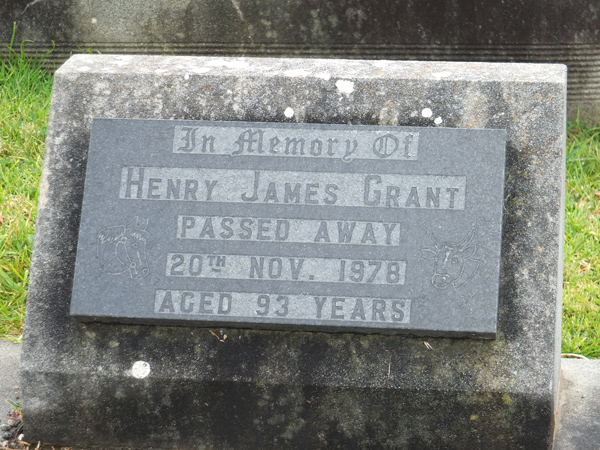 In Memory Of
HENRY JAMES GRANT
PASSED AWAY
20TH NOV. 1978
AGED 93 YEARS